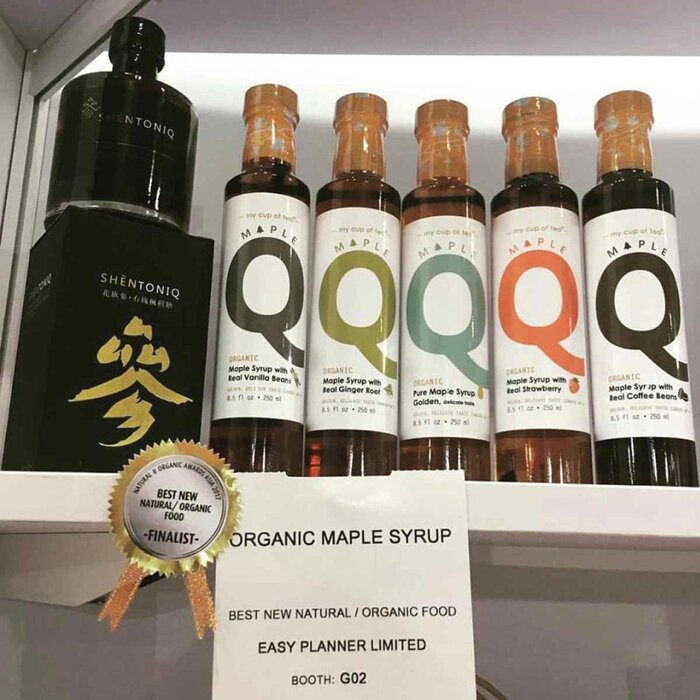 SHENTONIQ
SHĒNTONIQ
花旗參·有機楓樹糖
參
my cup of tea®
MAPLE
Q
ORGANIC
Maple Syrup with
Real Vanilla Beans
8.5 fl oz • 250 ml
my cup of tea®
MAPLE
Q
ORGANIC
Maple Syrup with
Real Ginger Root
8.5 fl oz • 250 ml
my cup of tea®
MAPLE
Q
ORGANIC
Pure Maple Syrup
Golden, delicate taste
8.5 fl oz • 250 ml
my cup of tea®
MAPLE
Q
ORGANIC
Maple Syrup with
Real Strawberry
8.5 fl oz • 250 ml
GOLDEN, DELICATE TASTE
my cup of tea®
MAPLE
Q
ORGANIC
Maple Syrup with
Real Coffee Beans
8.5 fl oz • 250 ml
NATURAL & ORGANIC AWARDS ASIA 2017
BEST NEW
NATURAL/ ORGANIC
FOOD
-FINALIST-
ORGANIC MAPLE SYRUP
BEST NEW NATURAL / ORGANIC FOOD
EASY PLANNER LIMITED
BOOTH: G02